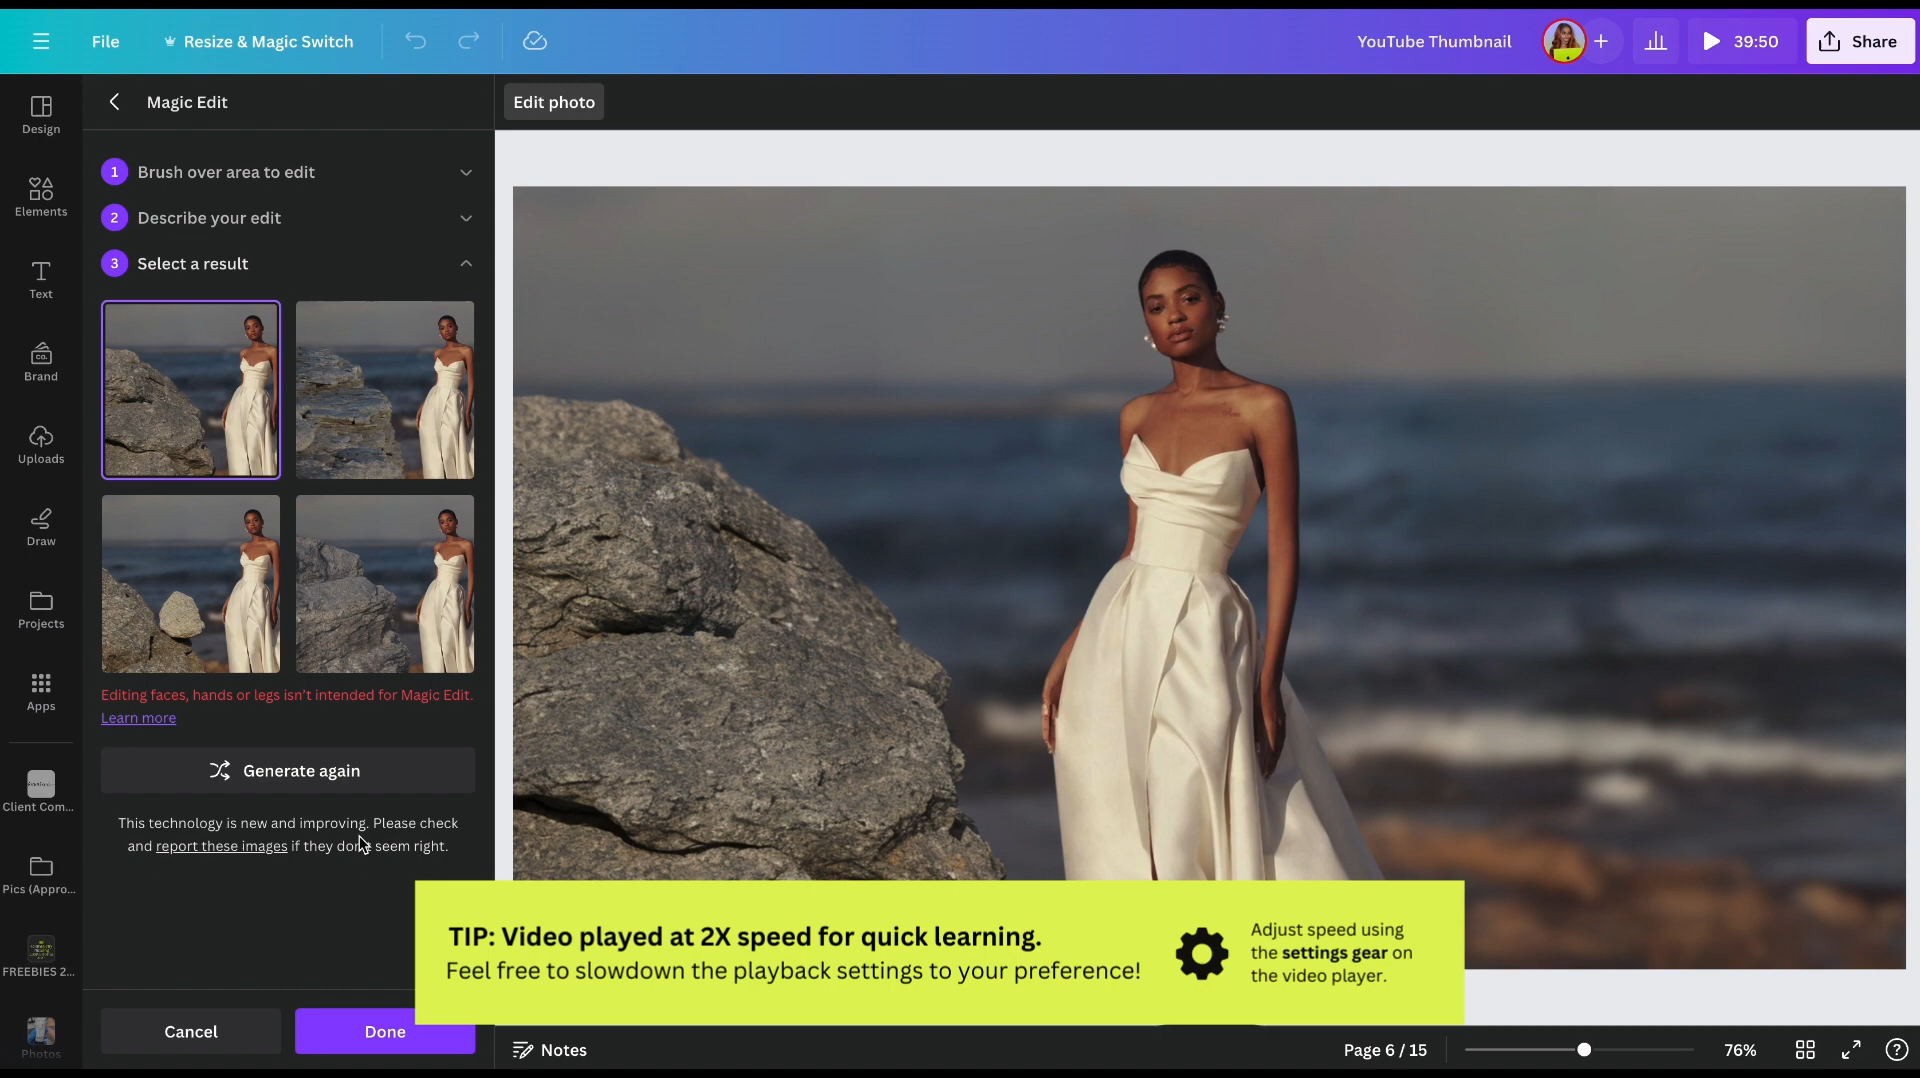 File
Resize & Magic Switch
YouTube Thumbnail
39:50
Share
Design
Elements
Text
Brand
CO.
Uploads
Draw
Projects
Apps
Client Com...
Pics (Appro...
FREEBIES 2...
Photos
Magic Edit
1 Brush over area to edit
2 Describe your edit
3 Select a result
Editing faces, hands or legs isn't intended for Magic Edit.
Learn more
Generate again
This technology is new and improving. Please check
and report these images if they don't seem right.
Cancel
Done
Edit photo
TIP: Video played at 2X speed for quick learning.
Feel free to slowdown the playback settings to your preference!
Adjust speed using
the settings gear on
the video player.
Notes
Page 6 / 15
76%
?